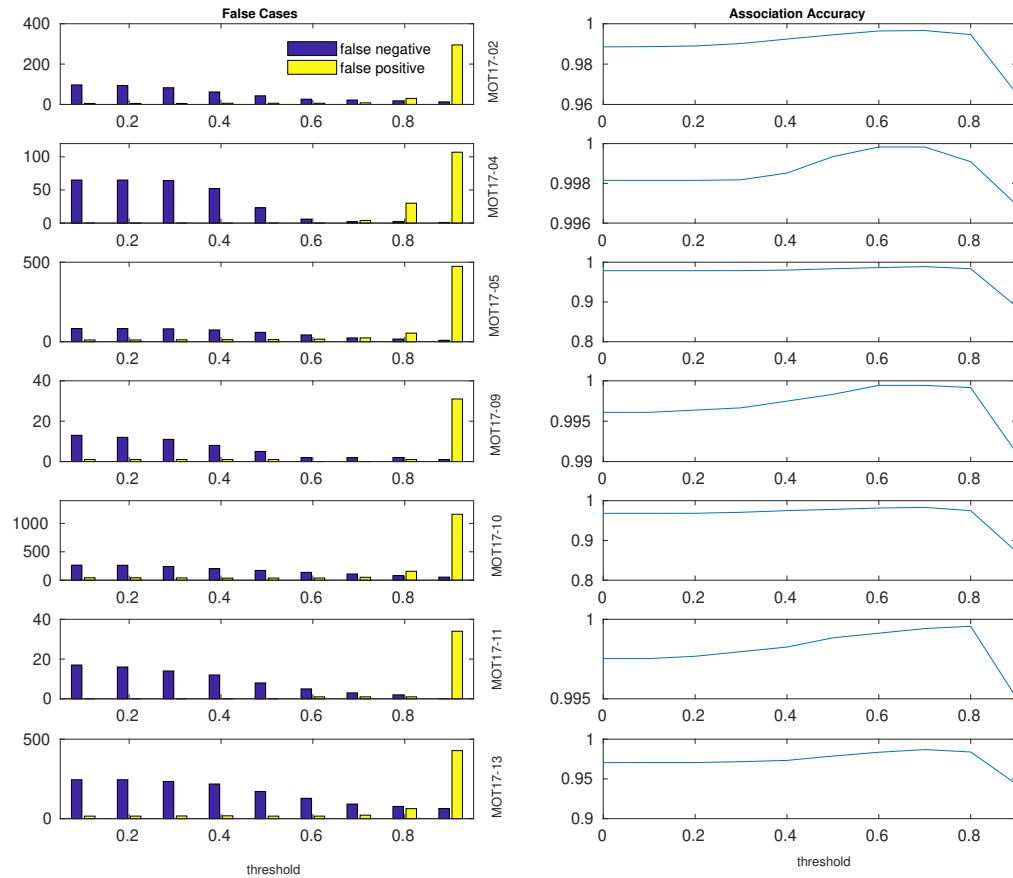 False Cases
400
200
0
0.2 0.4 0.6 0.8
false negative
false positive
MOT17-02
Association Accuracy
1
0.98
0.96
0 0.2 0.4 0.6 0.8
100
50
0
0.2 0.4 0.6 0.8
MOT17-04
1
0.998
0.996
0 0.2 0.4 0.6 0.8
500
0
0.2 0.4 0.6 0.8
MOT17-05
1
0.9
0.8
0 0.2 0.4 0.6 0.8
40
20
0
0.2 0.4 0.6 0.8
MOT17-09
1
0.995
0.99
0 0.2 0.4 0.6 0.8
1000
500
0
0.2 0.4 0.6 0.8
MOT17-10
1
0.9
0.8
0 0.2 0.4 0.6 0.8
40
20
0
0.2 0.4 0.6 0.8
MOT17-11
1
0.995
0 0.2 0.4 0.6 0.8
500
0
0.2 0.4 0.6 0.8
threshold
MOT17-13
1
0.95
0.9
0 0.2 0.4 0.6 0.8
threshold